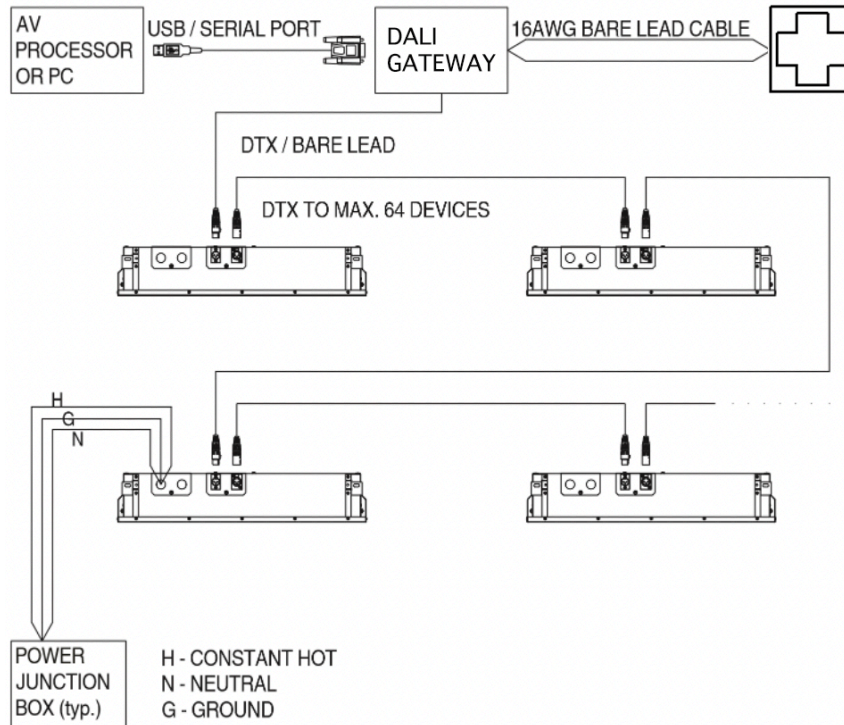 AV
PROCESSOR
OR PC
USB / SERIAL PORT
DALI
GATEWAY
16AWG BARE LEAD CABLE
DTX / BARE LEAD
DTX TO MAX. 64 DEVICES
H
G
N
POWER
JUNCTION
BOX (typ.)
H - CONSTANT HOT
N - NEUTRAL
G - GROUND